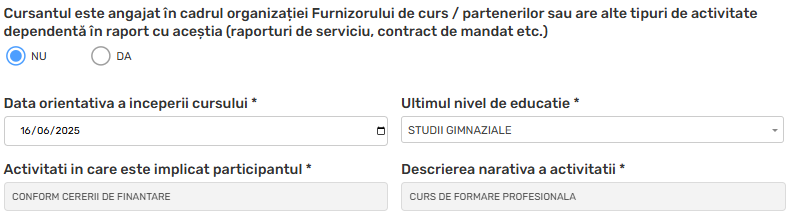 Cursantul este angajat în cadrul organizației Furnizorului de curs / partenerilor sau are alte tipuri de activitate
dependentă în raport cu aceștia (raporturi de serviciu, contract de mandat etc.)
NU DA
Data orientativa a inceperii cursului * Ultimul nivel de educatie *
16/06/2025 STUDII GIMNAZIALE
Activitati in care este implicat participantul * Descrierea narativa a activitatii *
CONFORM CERERII DE FINANTARE CURS DE FORMARE PROFESIONALA